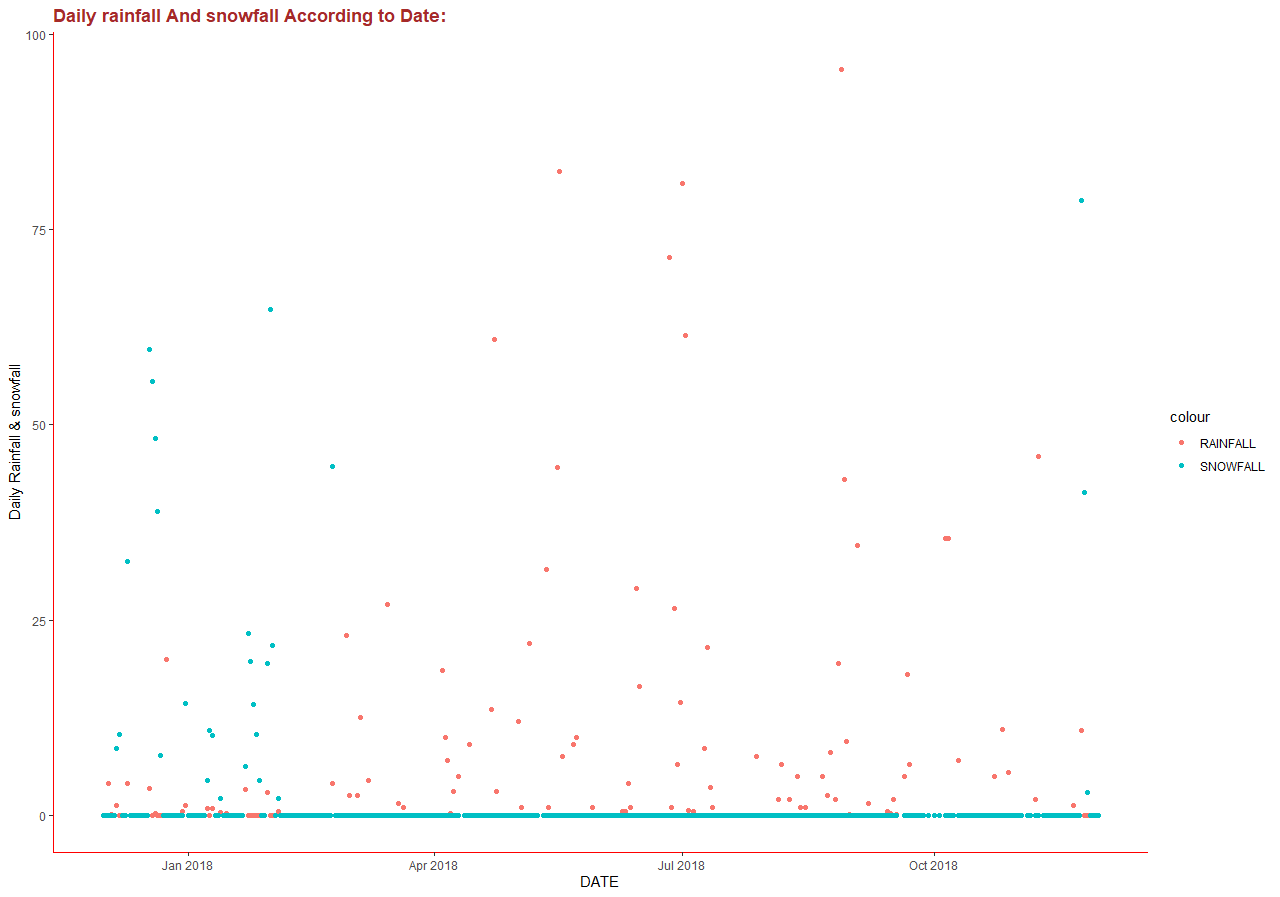 Daily rainfall And snowfall According to Date:
100
75
50
25
0
Daily Rainfall & snowfall
Jan 2018
Apr 2018
Jul 2018
Oct 2018
DATE
colour
RAINFALL
SNOWFALL